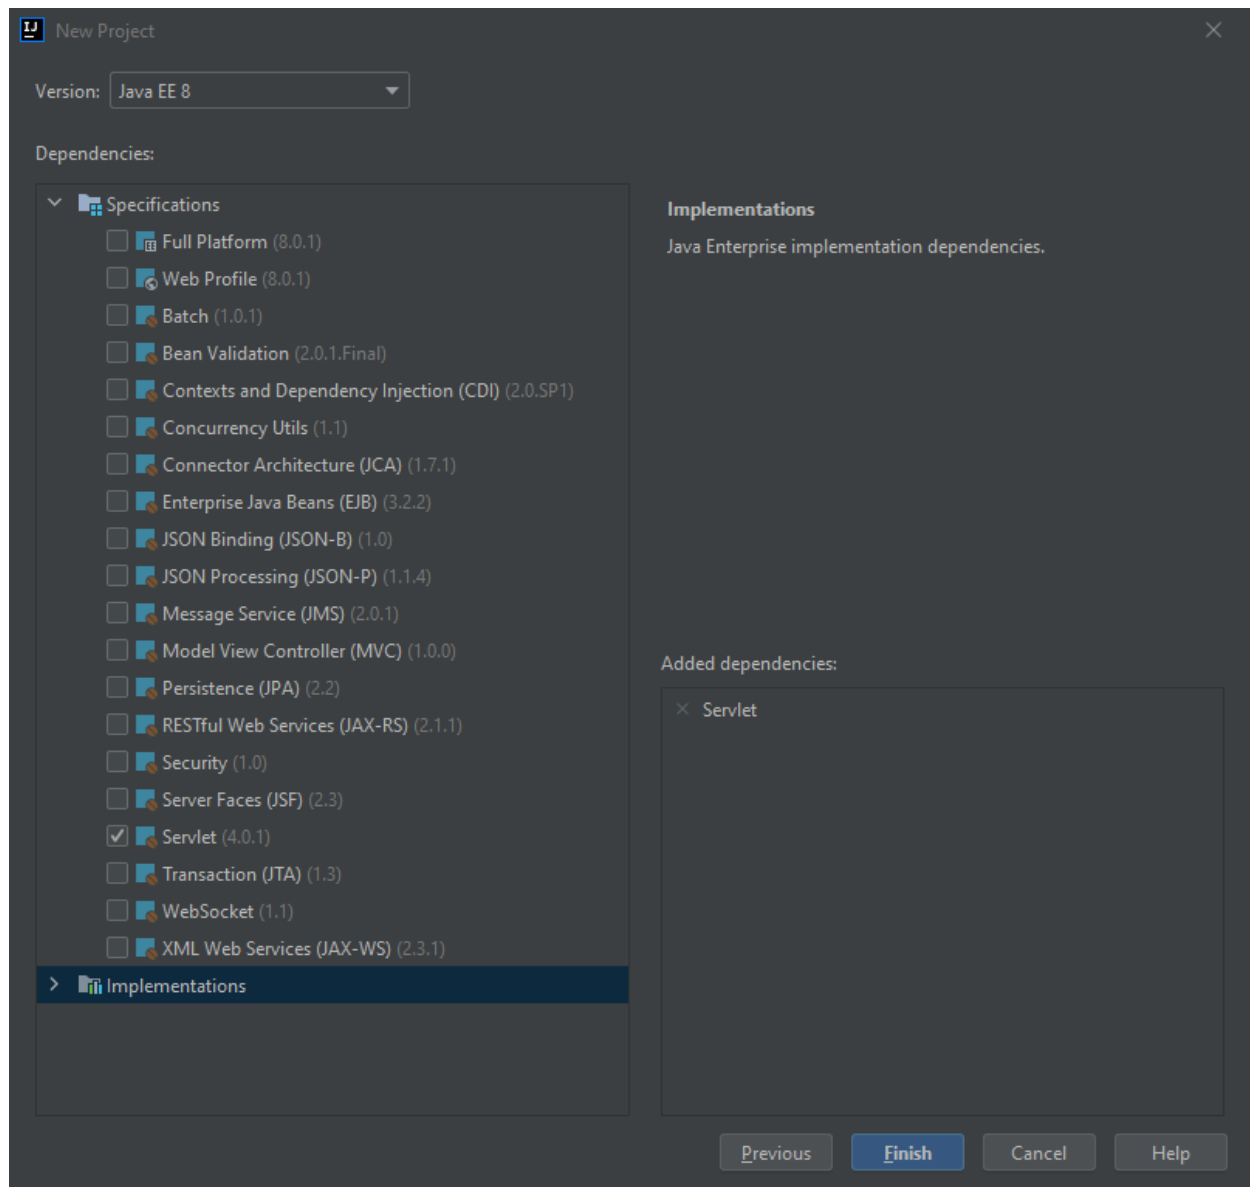 IJ
New Project
Version: Java EE 8
Dependencies:
Specifications
Full Platform (8.0.1)
Web Profile (8.0.1)
Batch (1.0.1)
Bean Validation (2.0.1.Final)
Contexts and Dependency Injection (CDI) (2.0.SP1)
Concurrency Utils (1.1)
Connector Architecture (JCA) (1.7.1)
Enterprise Java Beans (EJB) (3.2.2)
JSON Binding (JSON-B) (1.0)
JSON Processing (JSON-P) (1.1.4)
Message Service (JMS) (2.0.1)
Model View Controller (MVC) (1.0.0)
Persistence (JPA) (2.2)
RESTful Web Services (JAX-RS) (2.1.1)
Security (1.0)
Server Faces (JSF) (2.3)
Servlet (4.0.1)
Transaction (JTA) (1.3)
WebSocket (1.1)
XML Web Services (JAX-WS) (2.3.1)
Implementations
Implementations
Java Enterprise implementation dependencies.
Added dependencies:
Servlet
Previous
Finish
Cancel
Help